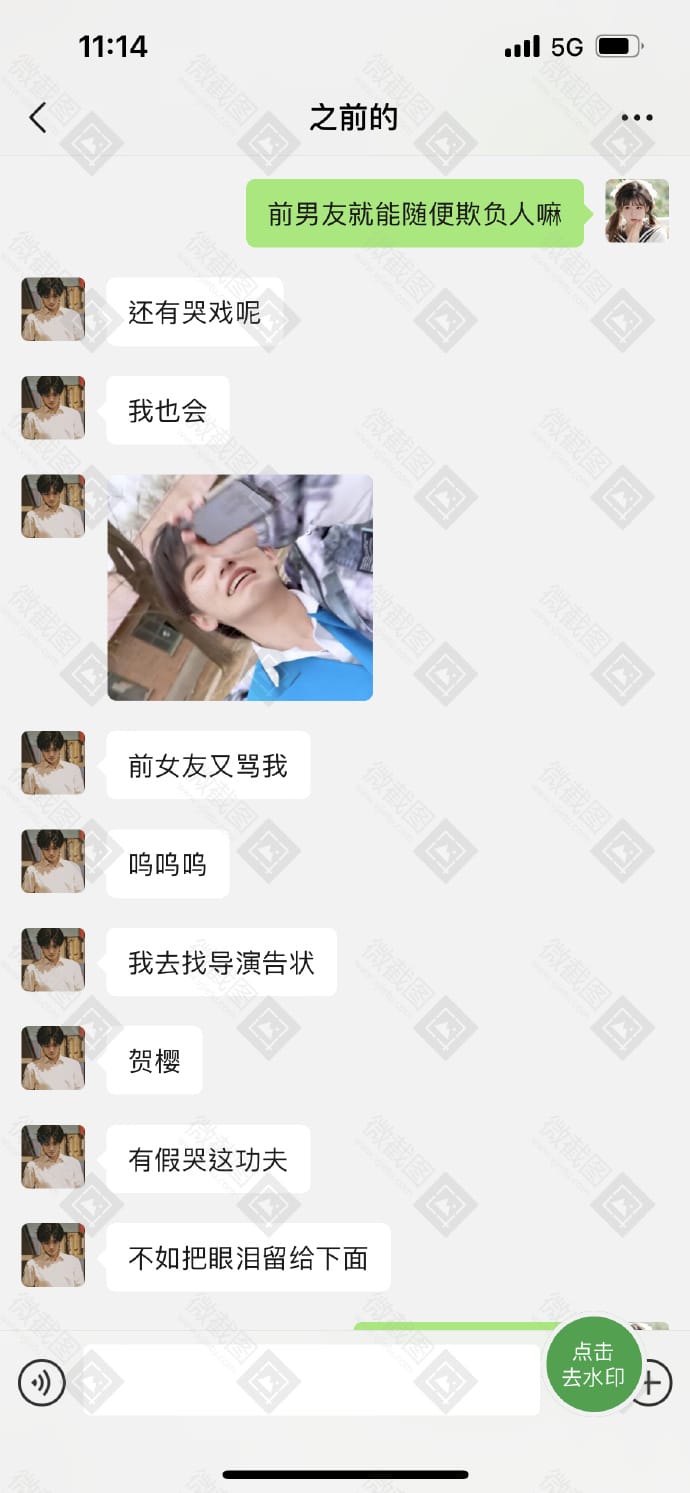 11:14
5G
之前的
前男友就能随便欺负人嘛
还有哭戏呢
我也会
前女友又骂我
呜呜呜
我去找导演告状
贺樱
有假哭这功夫
不如把眼泪留给下面
点击
去水印
微截图